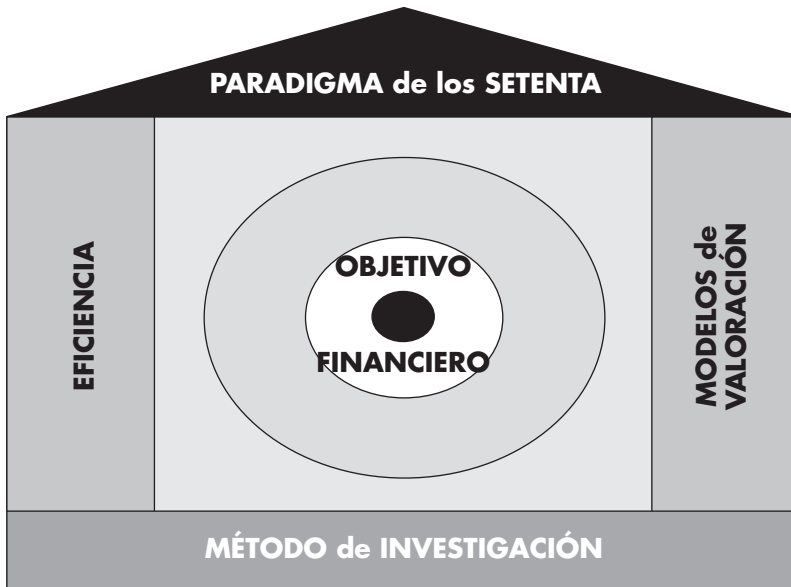 PARADIGMA de los SETENTA
EFICIENCIA
OBJETIVO
FINANCIERO
MODELOS de
VALORACIÓN
MÉTODO de INVESTIGACIÓN